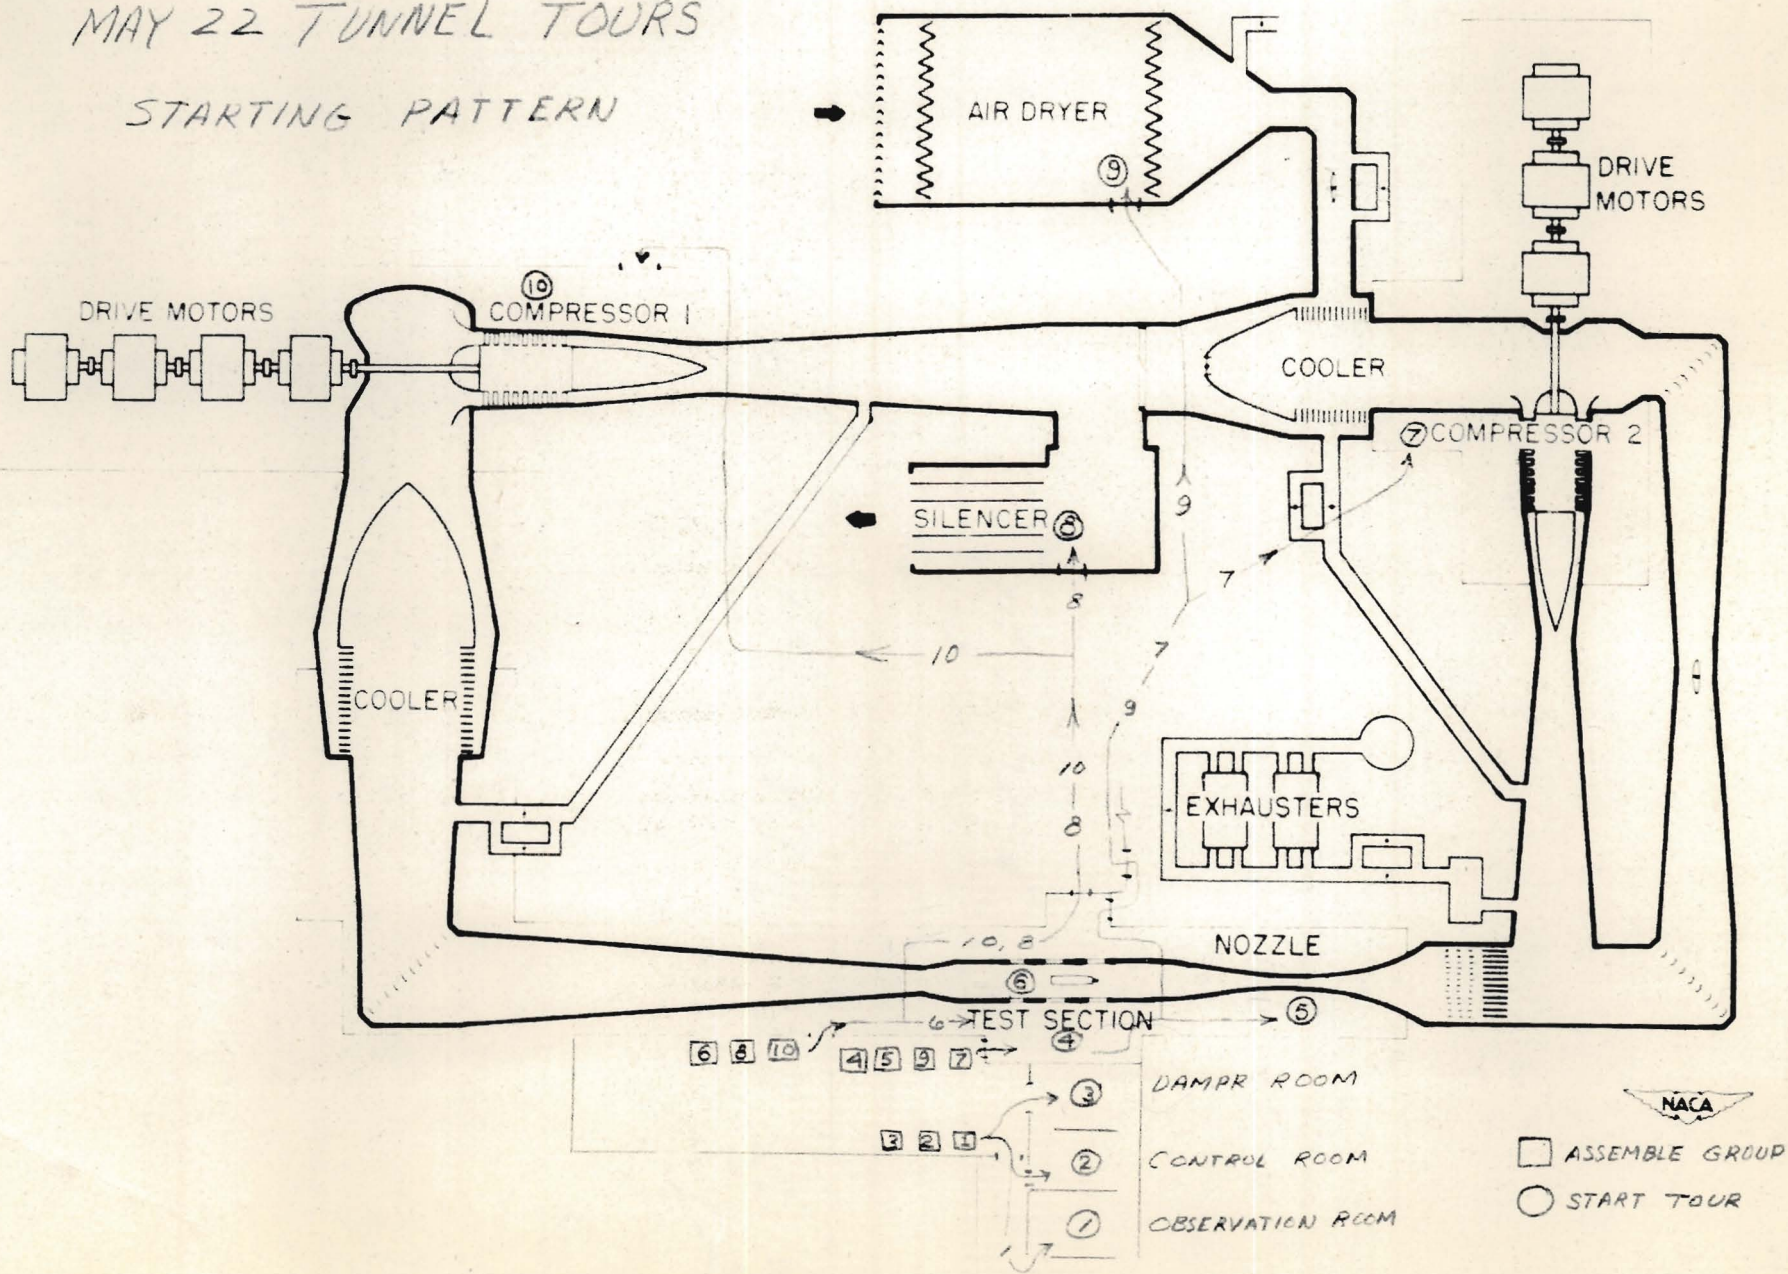 MAY 22 TUNNEL TOURS
STARTING PATTERN
AIR DRYER
9
DRIVE
MOTORS
DRIVE MOTORS
10
COMPRESSOR 1
COOLER
7 COMPRESSOR 2
SILENCER 8
9
7
8
10
7
COOLER
9
10
8
EXHAUSTERS
10, 8
NOZZLE
6
5
6 TEST SECTION
4
6 8 10
4 5 9 7
3
DAMPR ROOM
NACA
3 2 1
2
CONTROL ROOM
ASSEMBLE GROUP
START TOUR
1
OBSERVATION ROOM
1